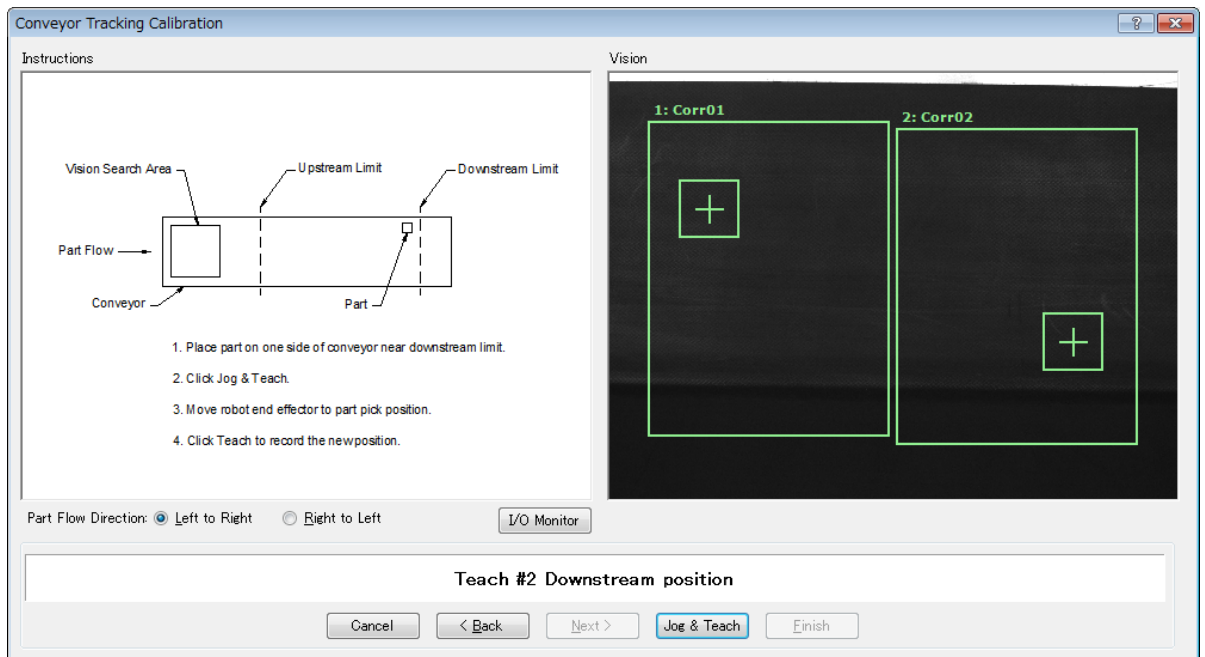 Conveyor Tracking Calibration
Instructions
Vision
Vision Search Area
Upstream Limit
Downstream Limit
Part Flow
Conveyor
Part
1. Place part on one side of conveyor near downstream limit.
2. Click Jog & Teach.
3. Move robot end effector to part pick position.
4. Click Teach to record the newposition.
1: Corr01
2: Corr02
Part Flow Direction: Left to Right Right to Left
I/O Monitor
Teach #2 Downstream position
Cancel < Back Next > Jog & Teach Finish